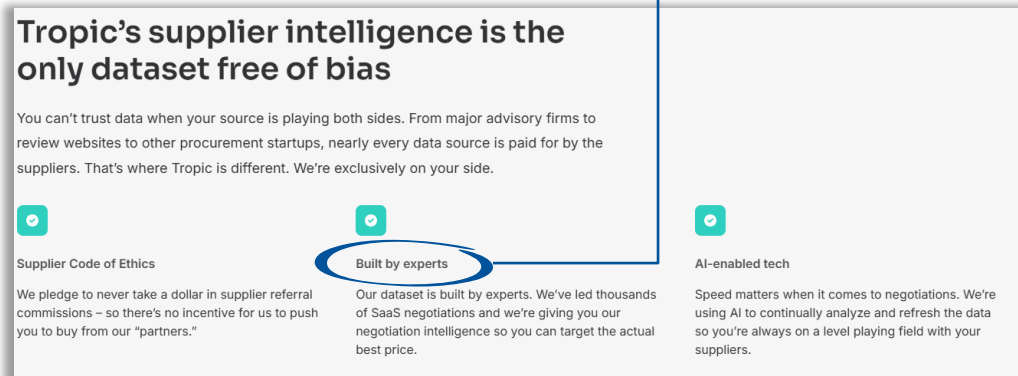 Tropic’s supplier intelligence is the
only dataset free of bias
You can’t trust data when your source is playing both sides. From major advisory firms to
review websites to other procurement startups, nearly every data source is paid for by the
suppliers. That’s where Tropic is different. We’re exclusively on your side.
Supplier Code of Ethics
We pledge to never take a dollar in supplier referral
commissions – so there’s no incentive for us to push
you to buy from our “partners.”
Built by experts
Our dataset is built by experts. We’ve led thousands
of SaaS negotiations and we’re giving you our
negotiation intelligence so you can target the actual
best price.
AI-enabled tech
Speed matters when it comes to negotiations. We’re
using AI to continually analyze and refresh the data
so you’re always on a level playing field with your
suppliers.